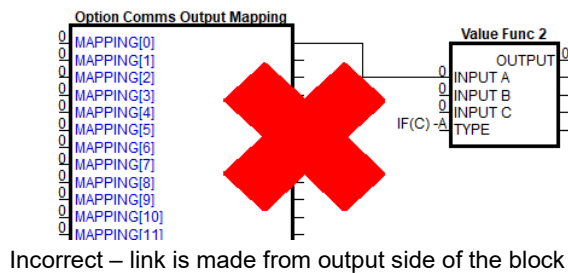 Option Comms Output Mapping
0 MAPPING[0]
0 MAPPING[1]
0 MAPPING[2]
0 MAPPING[3]
0 MAPPING[4]
0 MAPPING[5]
0 MAPPING[6]
0 MAPPING[7]
0 MAPPING[8]
0 MAPPING[9]
0 MAPPING[10]
0 MAPPING[11]
Value Func 2
OUTPUT 0
0 INPUT A
0 INPUT B
0 INPUT C
IF(C) -A TYPE
Incorrect – link is made from output side of the block